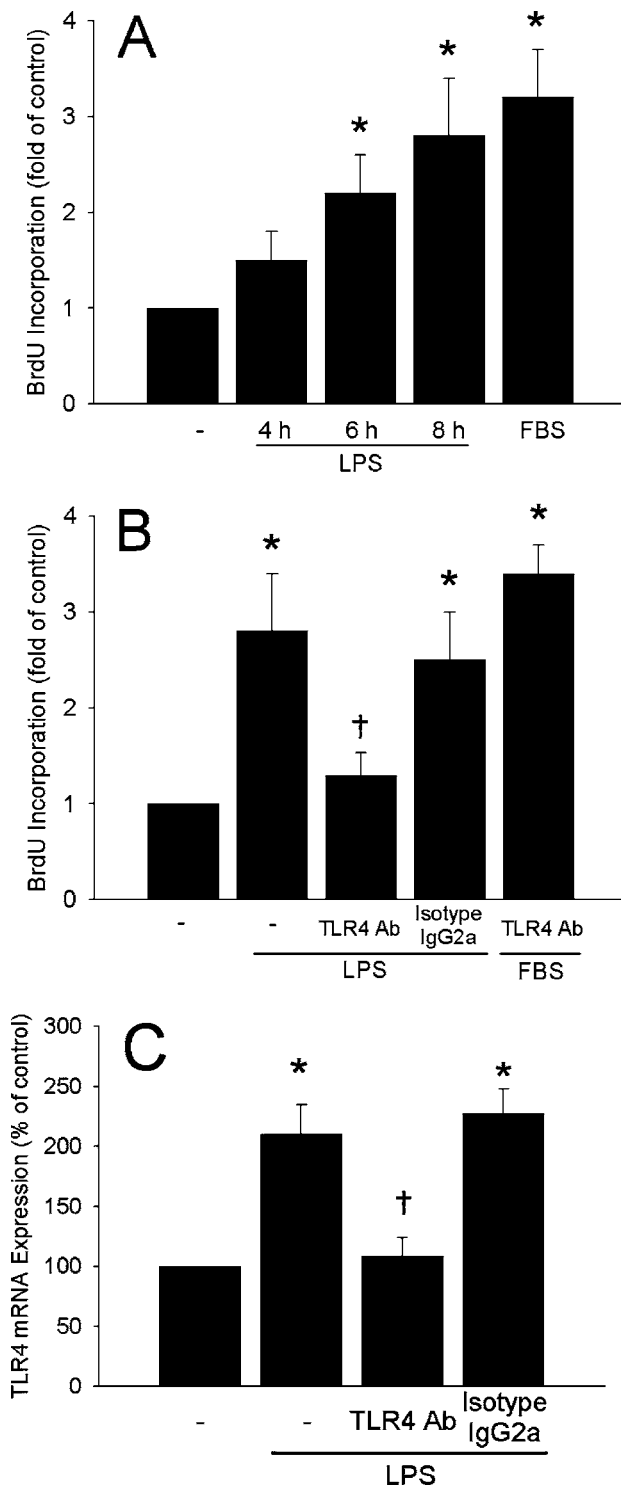 A
BrdU Incorporation (fold of control)
4
3
2
1
0
* * *
- 4 h 6 h 8 h FBS
LPS
B
BrdU Incorporation (fold of control)
4
3
2
1
0
* † * *
- - TLR4 Ab Isotype IgG2a TLR4 Ab
LPS FBS
C
TLR4 mRNA Expression (% of control)
300
250
200
150
100
50
0
* † *
- - TLR4 Ab Isotype IgG2a
LPS